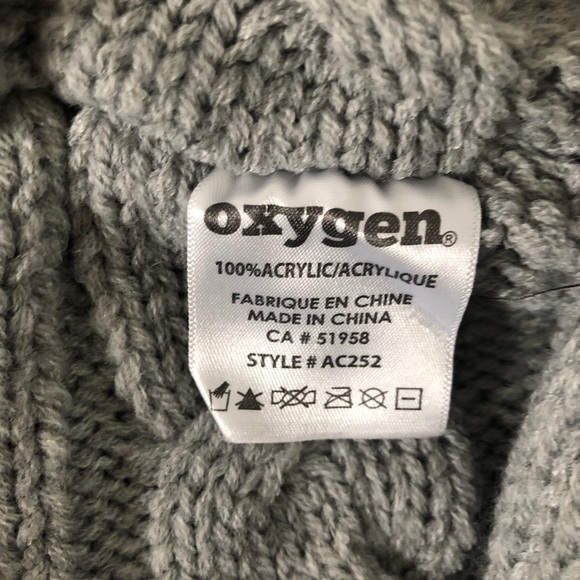 oxygen®
100%ACRYLIC/ACRYLIQUE
FABRIQUE EN CHINE
MADE IN CHINA
CA # 51958
STYLE # AC252